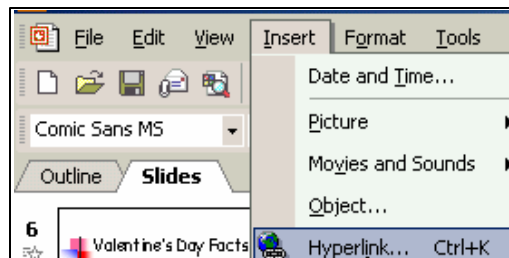 File Edit View Insert Format Tools
Date and Time...
Comic Sans MS
Picture
Movies and Sounds
Outline Slides
Object...
6
Valentine's Day Facts
Hyperlink... Ctrl+K